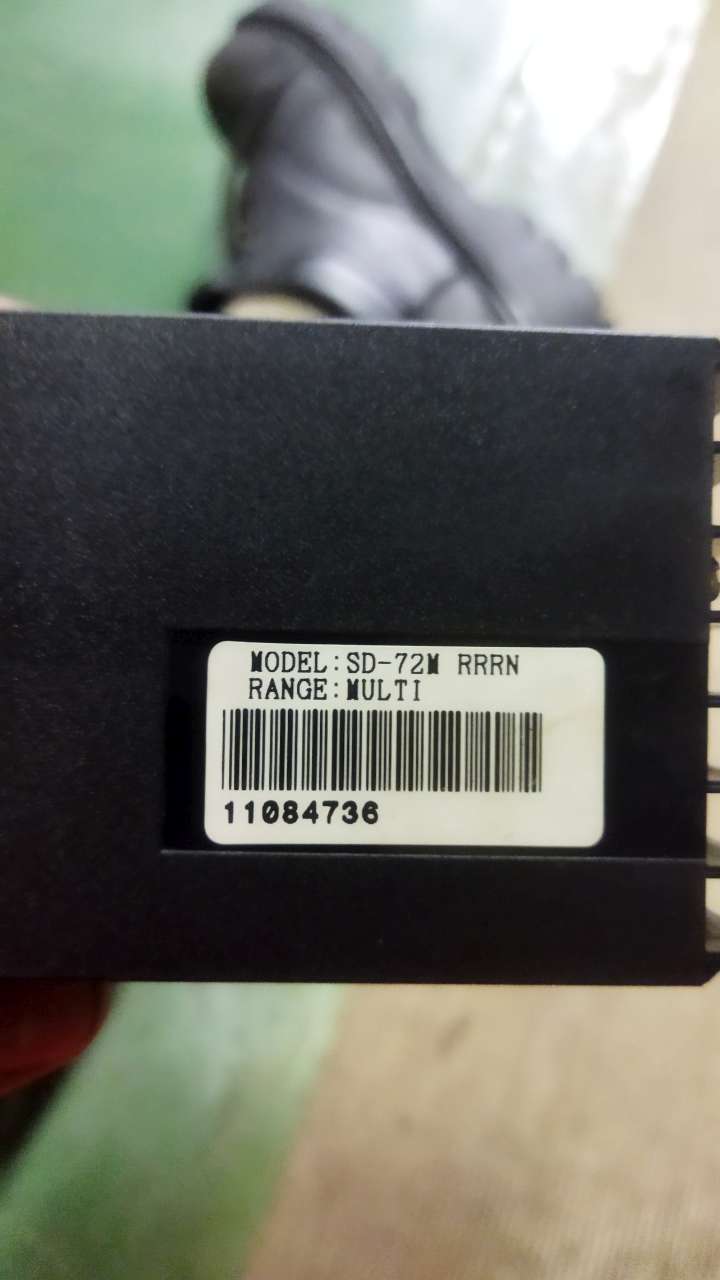 MODEL:SD-72M RRRN
RANGE:MULTI
11084736